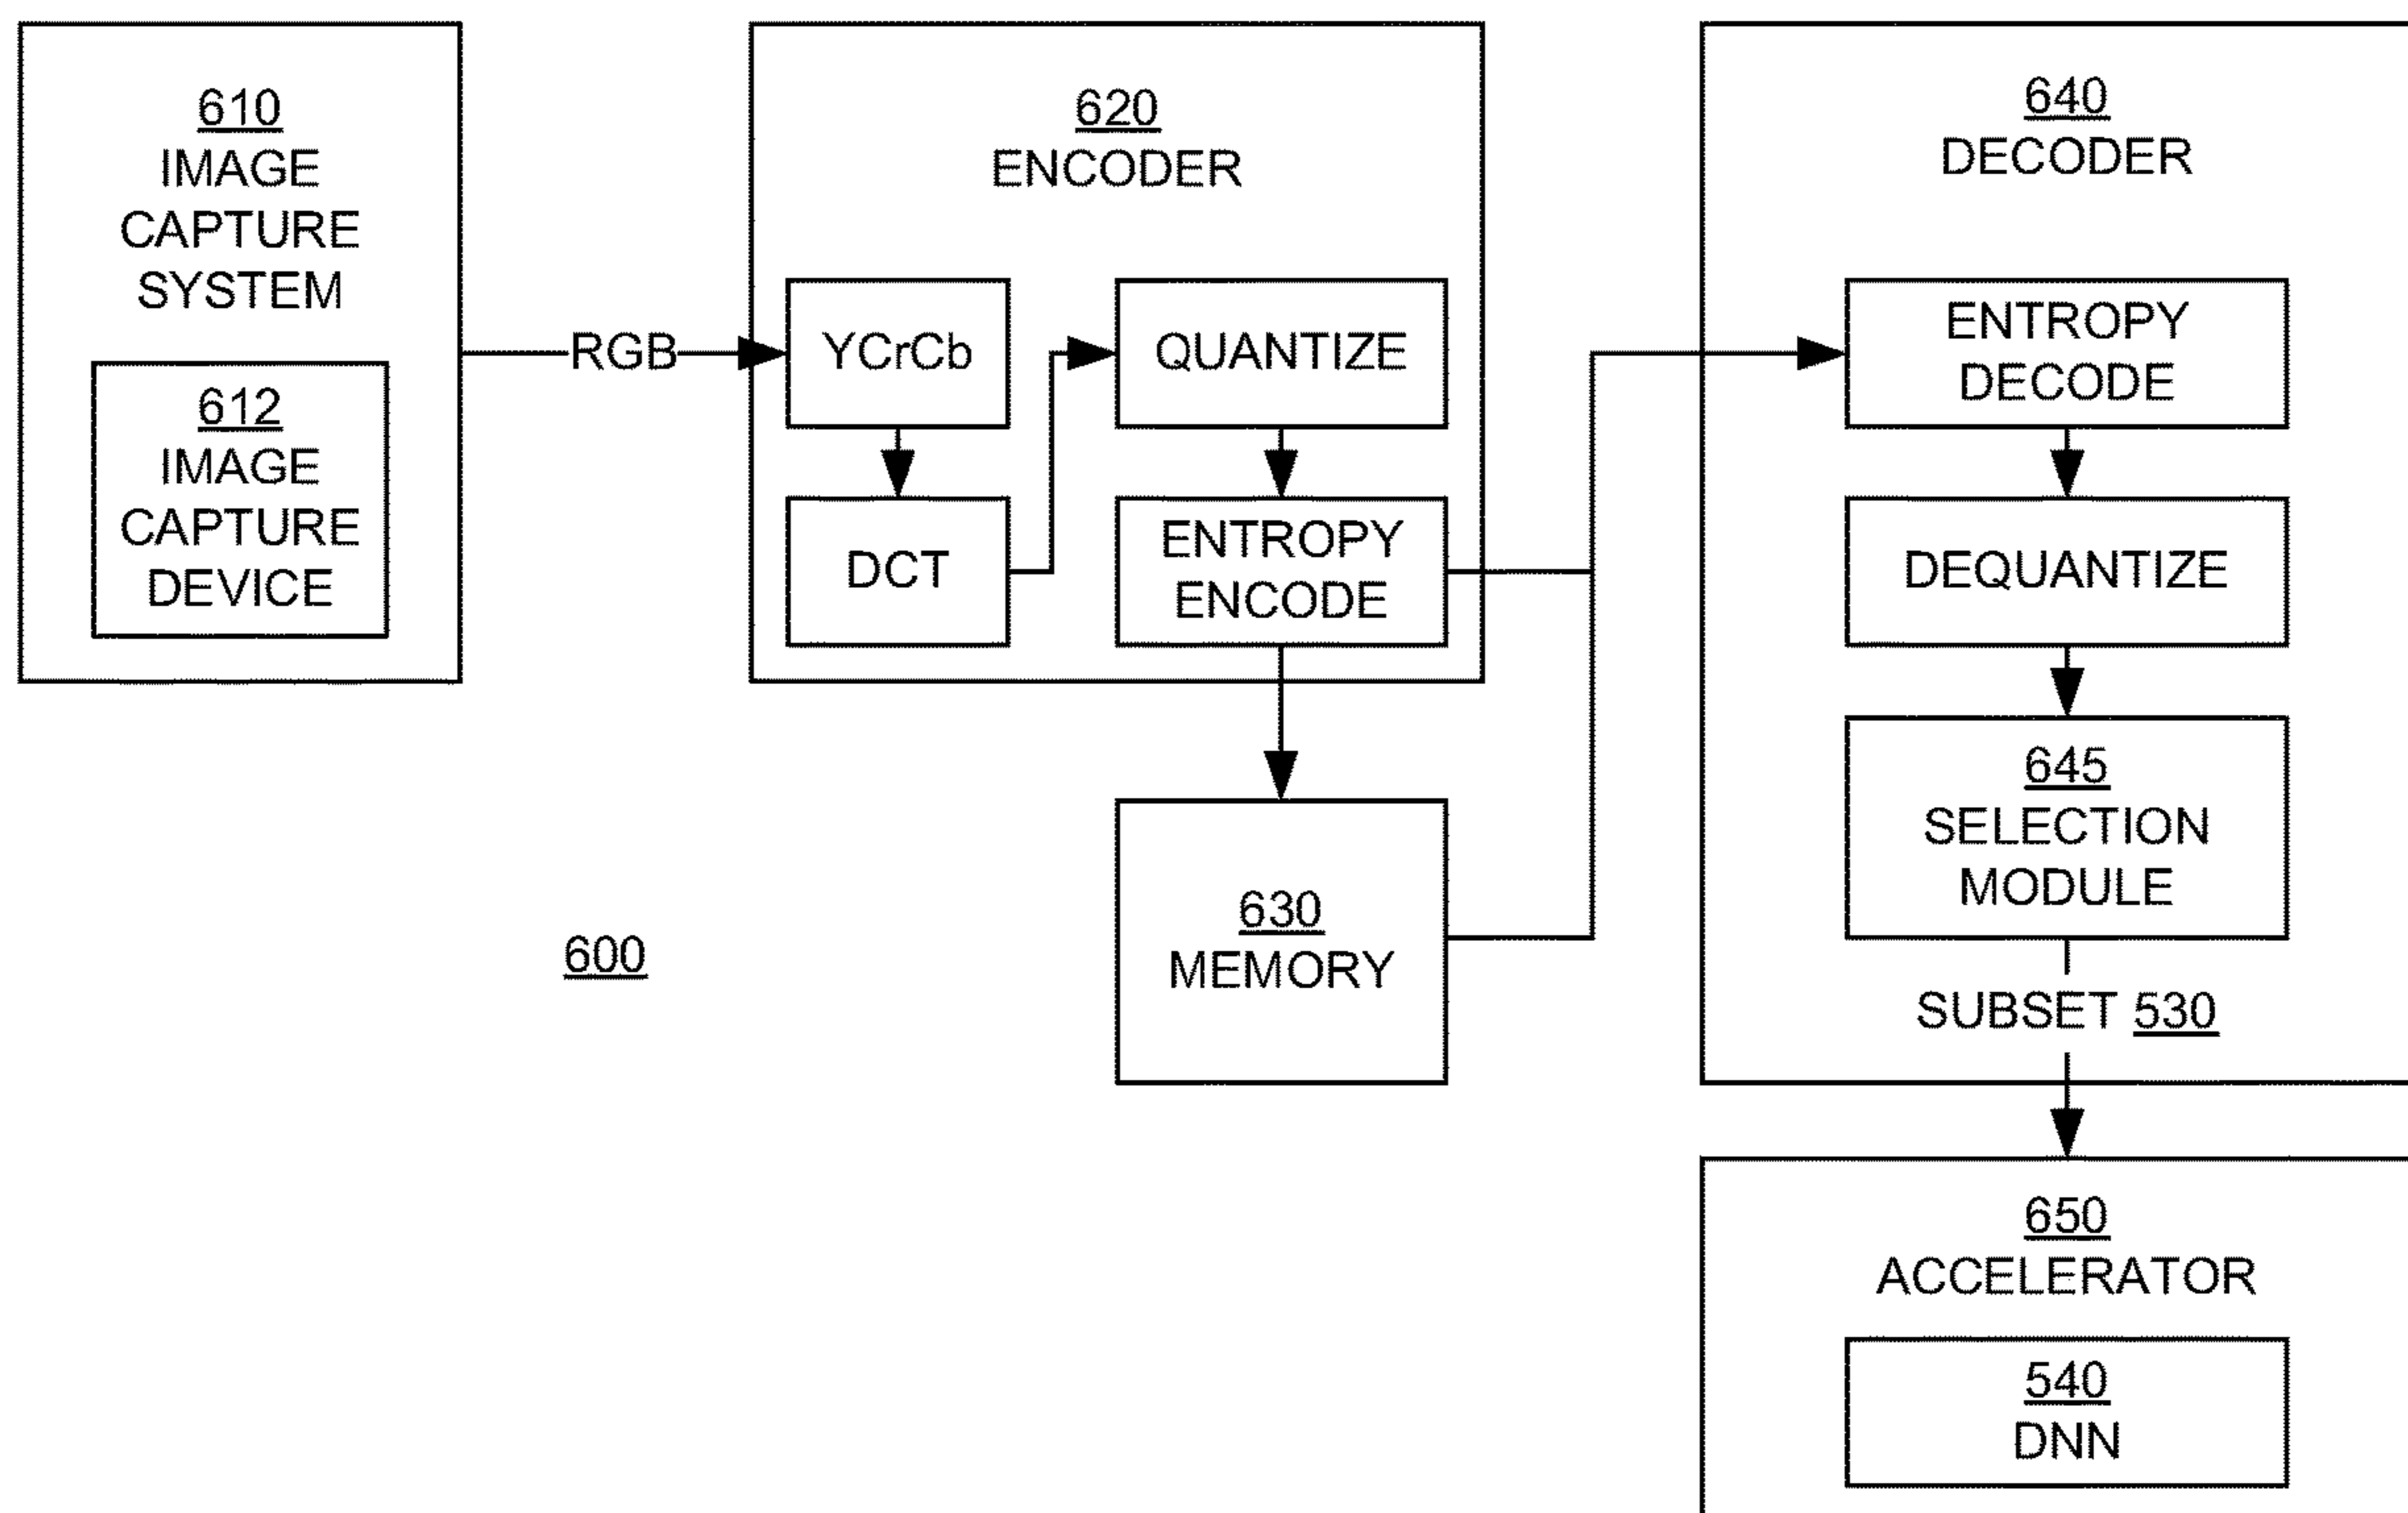 610
IMAGE
CAPTURE
SYSTEM
612
IMAGE
CAPTURE
DEVICE
RGB
620
ENCODER
YCrCb
QUANTIZE
DCT
ENTROPY
ENCODE
630
MEMORY
600
640
DECODER
ENTROPY
DECODE
DEQUANTIZE
645
SELECTION
MODULE
SUBSET 530
650
ACCELERATOR
540
DNN